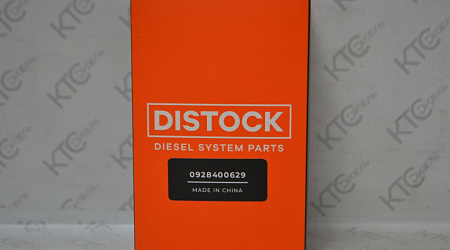 DISTOCK
DIESEL SYSTEM PARTS
0928400629
MADE IN CHINA